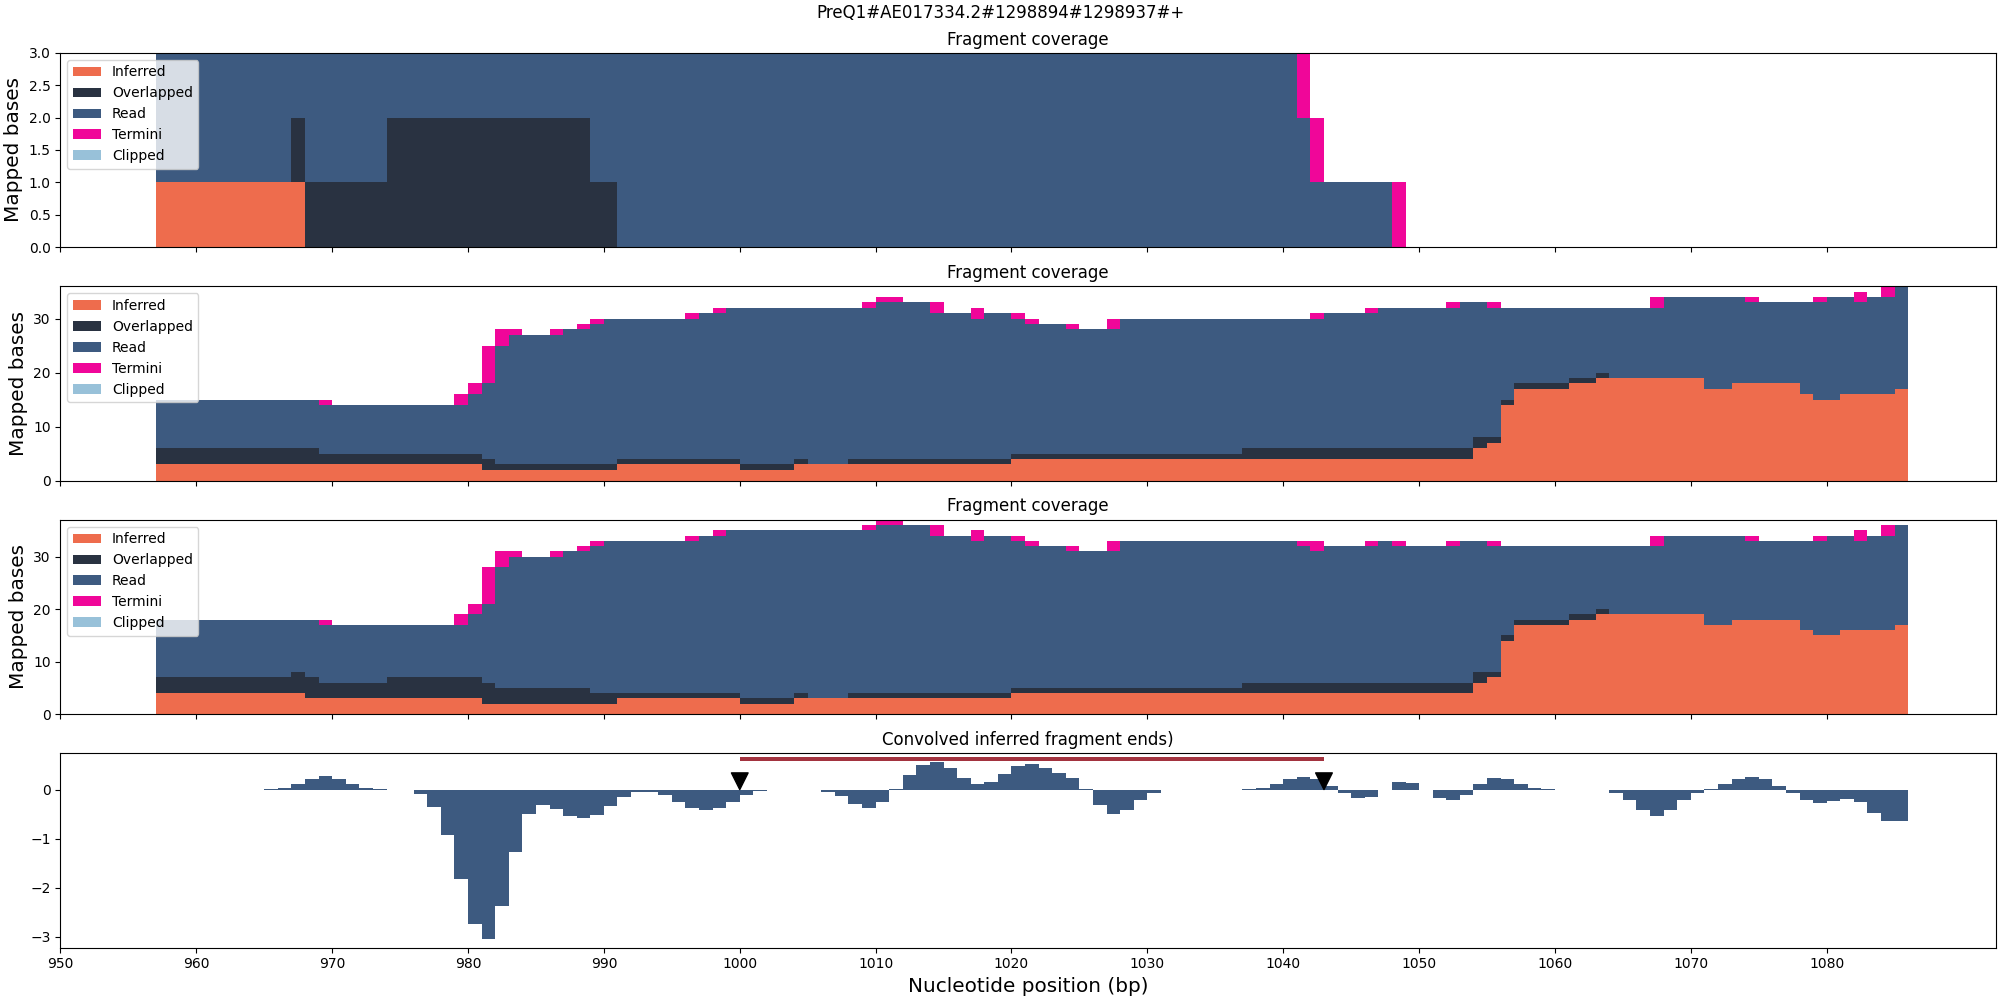 PreQ1#AE017334.2#1298894#1298937#+
Fragment coverage
Mapped bases
3.0
2.5
2.0
1.5
1.0
0.5
0.0
Inferred
Overlapped
Read
Termini
Clipped
Fragment coverage
Mapped bases
30
20
10
0
Inferred
Overlapped
Read
Termini
Clipped
Fragment coverage
Mapped bases
30
20
10
0
Inferred
Overlapped
Read
Termini
Clipped
Convolved inferred fragment ends)
0
−1
−2
−3
950 960 970 980 990 1000 1010 1020 1030 1040 1050 1060 1070 1080
Nucleotide position (bp)